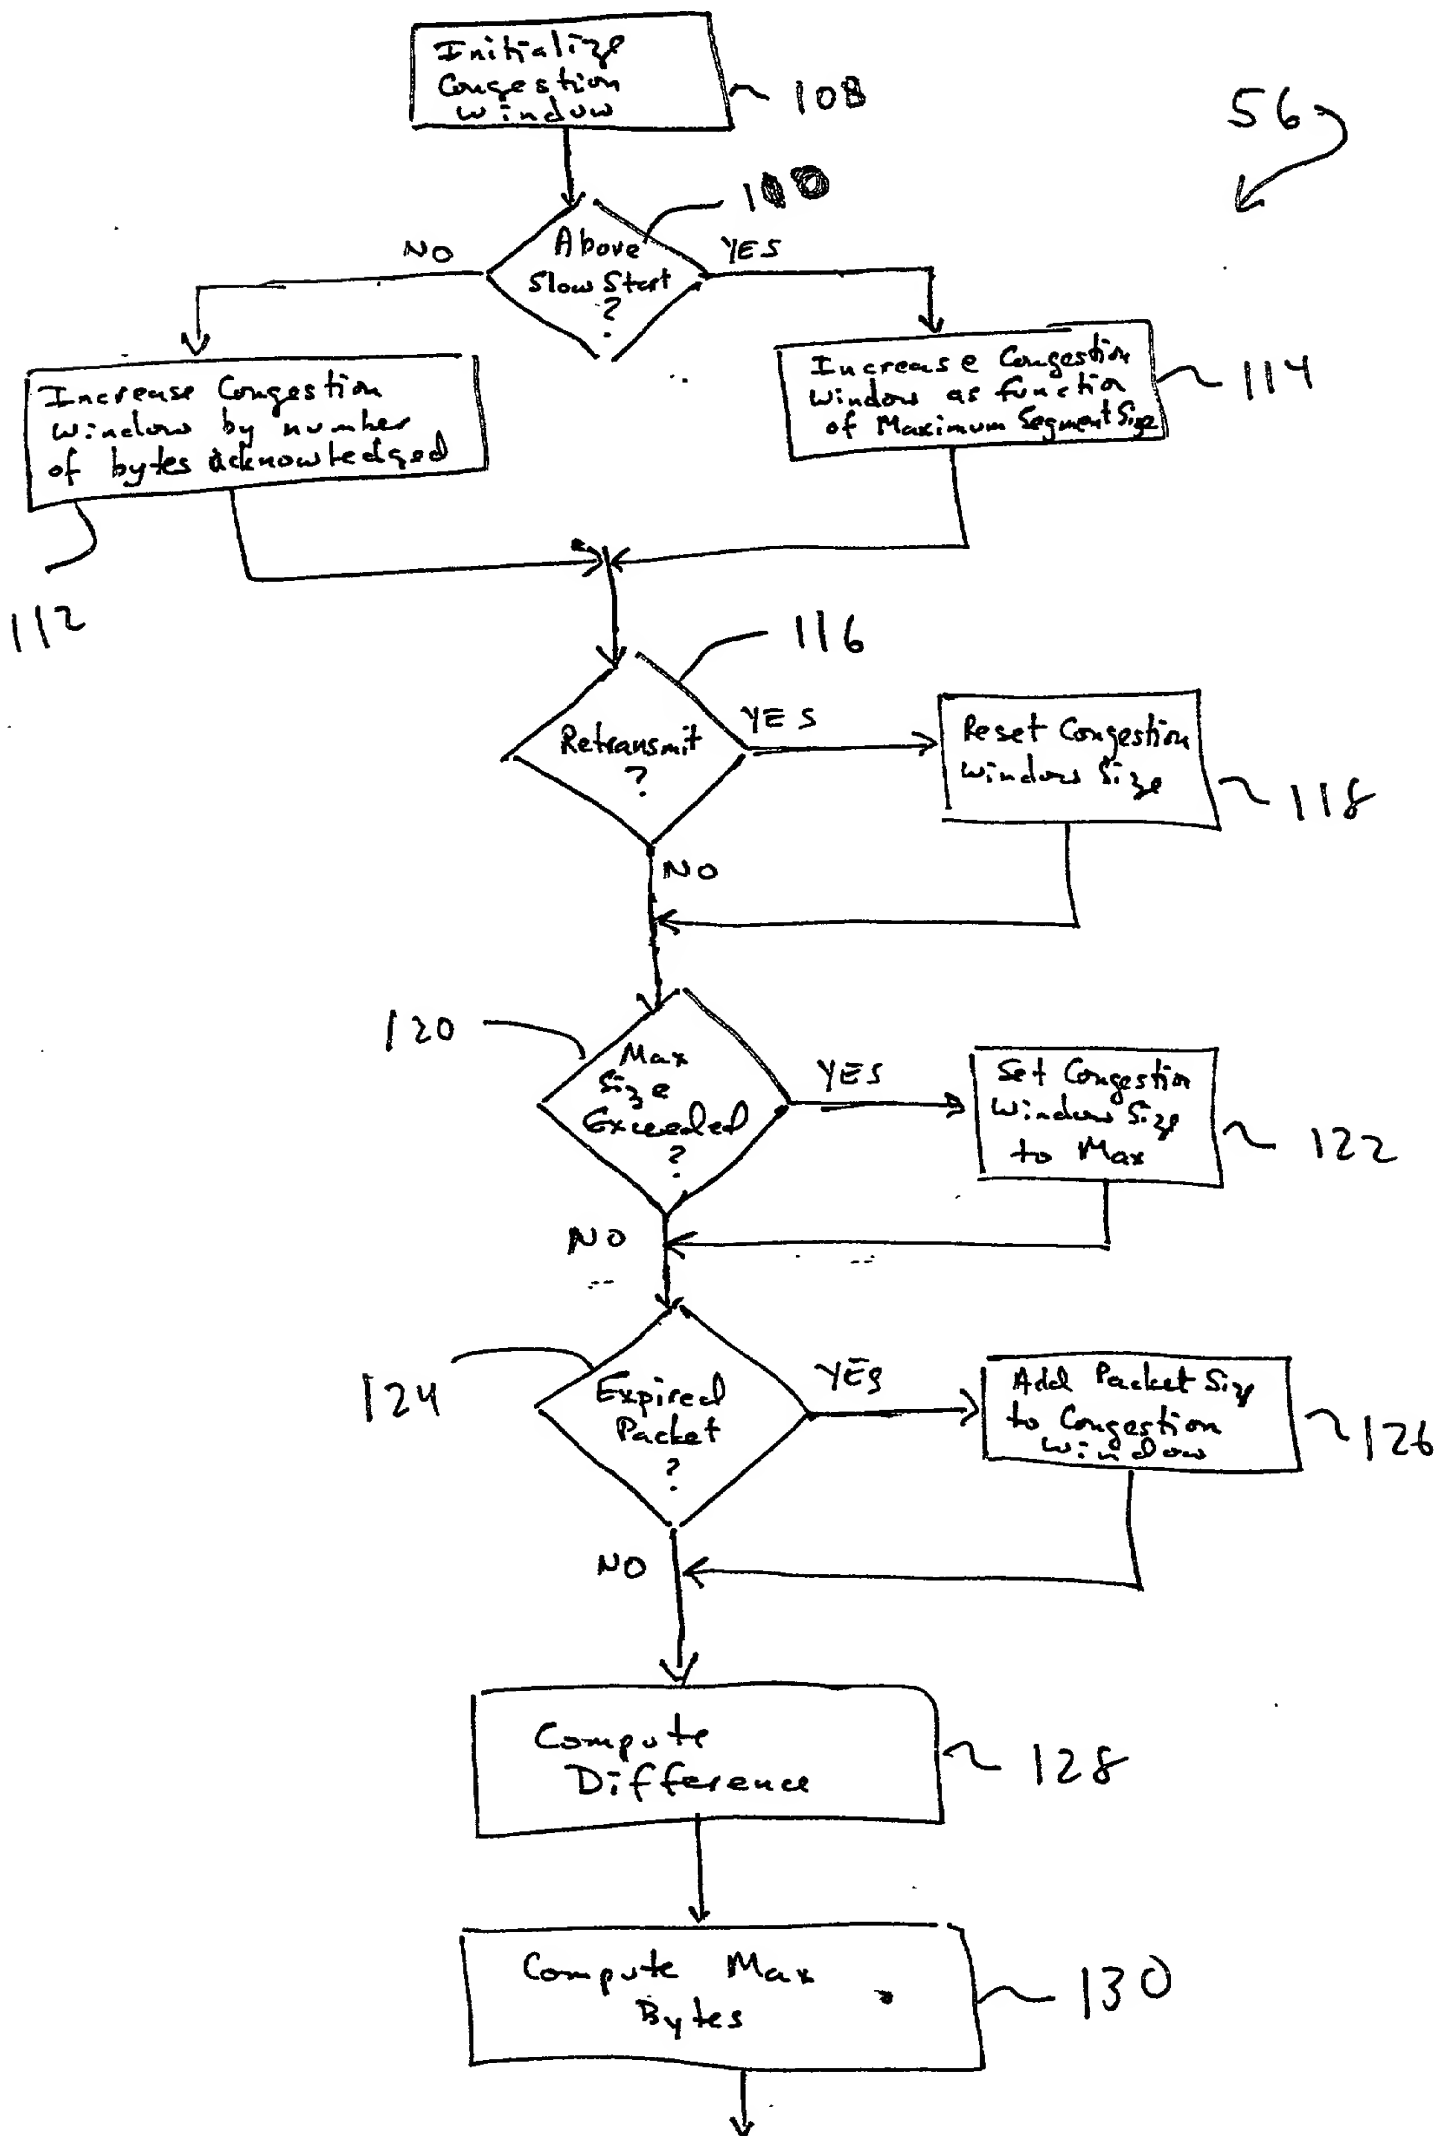 Initialize
Congestion
Window
108
56
110
NO
Above
Slow Start
?
YES
Increase Congestion
Window by number
of bytes acknowledged
Increase Congestion
Window as function
of Maximum Segment Size
114
112
116
Retransmit
?
YES
Reset Congestion
Window Size
118
NO
120
Max
Size
Exceeded
?
YES
Set Congestion
Window Size
to Max
122
NO
124
Expired
Packet
?
YES
Add Packet Size
to Congestion
Window
126
NO
Compute
Difference
128
Compute Max
Bytes
130